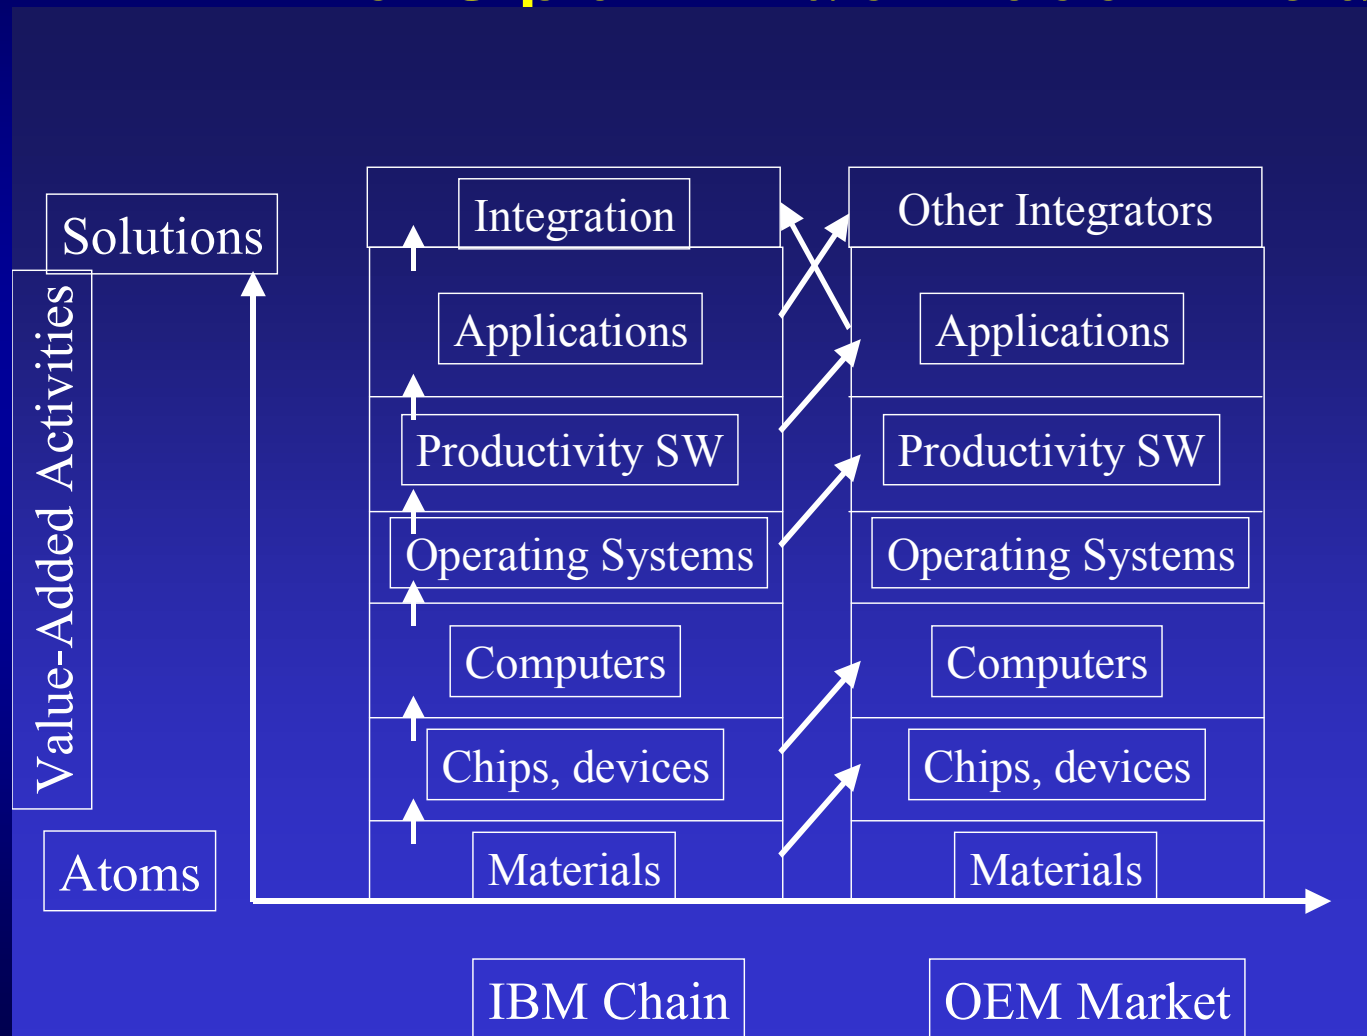 Solutions
Value-Added Activities
Atoms
Integration
Applications
Productivity SW
Operating Systems
Computers
Chips, devices
Materials
IBM Chain
Other Integrators
Applications
Productivity SW
Operating Systems
Computers
Chips, devices
Materials
OEM Market